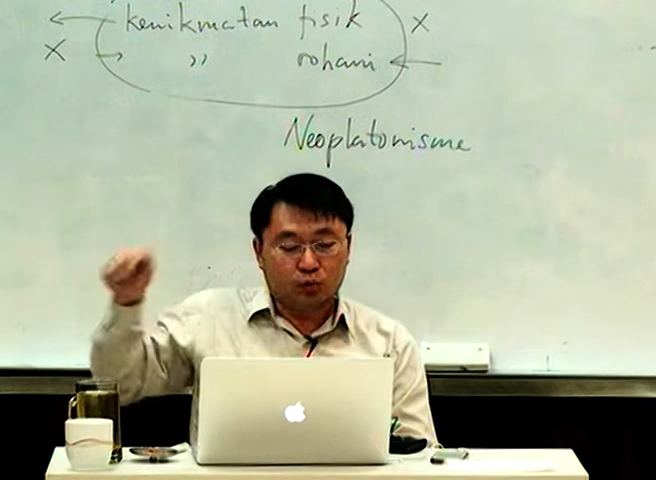 kenikmatan fisik X
X " rohani
Neoplatonisme